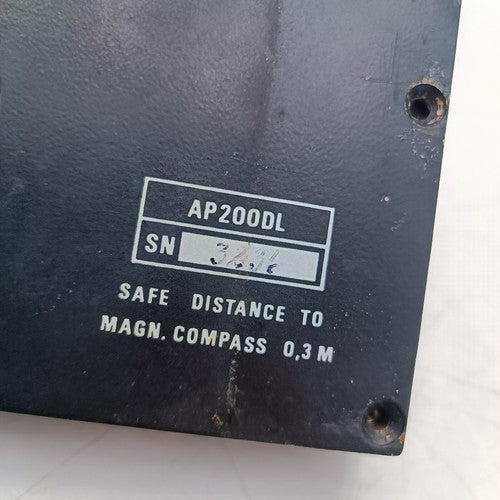 AP200DL
SN
SAFE DISTANCE TO
MAGN. COMPASS 0,3 M